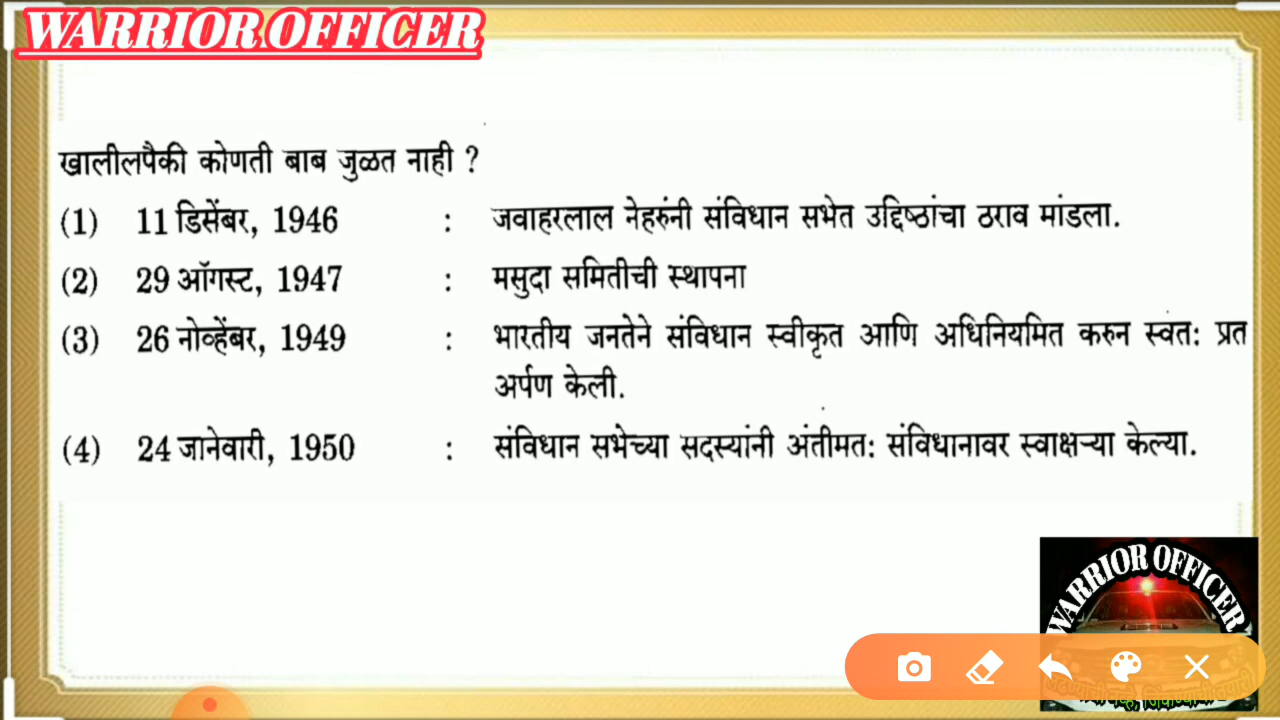 WARRIOR OFFICER
खालीलपैकी कोणती बाब जुळत नाही ?
(1) 11 डिसेंबर, 1946 : जवाहरलाल नेहरुंनी संविधान सभेत उद्दिष्ठांचा ठराव मांडला.
(2) 29 ऑगस्ट, 1947 : मसुदा समितीची स्थापना
(3) 26 नोव्हेंबर, 1949 : भारतीय जनतेने संविधान स्वीकृत आणि अधिनियमित करुन स्वतः प्रत
अर्पण केली.
(4) 24 जानेवारी, 1950 : संविधान सभेच्या सदस्यांनी अंतीमतः संविधानावर स्वाक्षऱ्या केल्या.
WARRIOR OFFICER